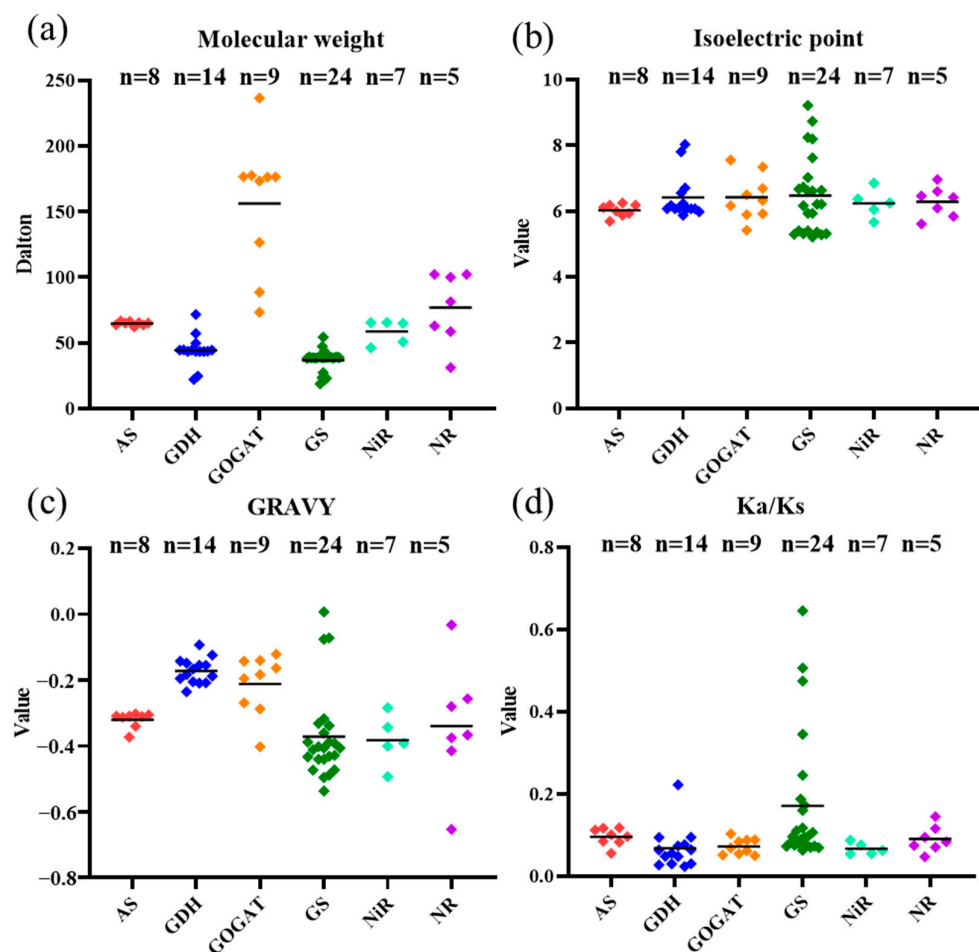 (a)
Molecular weight
n=8 n=14 n=9 n=24 n=7 n=5
Dalton
250
200
150
100
50
0
AS GDH GOGAT GS NiR NR
(b)
Isoelectric point
n=8 n=14 n=9 n=24 n=7 n=5
Value
10
8
6
4
2
0
AS GDH GOGAT GS NiR NR
(c)
GRAVY
n=8 n=14 n=9 n=24 n=7 n=5
Value
0.2
0.0
−0.2
−0.4
−0.6
−0.8
AS GDH GOGAT GS NiR NR
(d)
Ka/Ks
n=8 n=14 n=9 n=24 n=7 n=5
Value
0.8
0.6
0.4
0.2
0.0
AS GDH GOGAT GS NiR NR